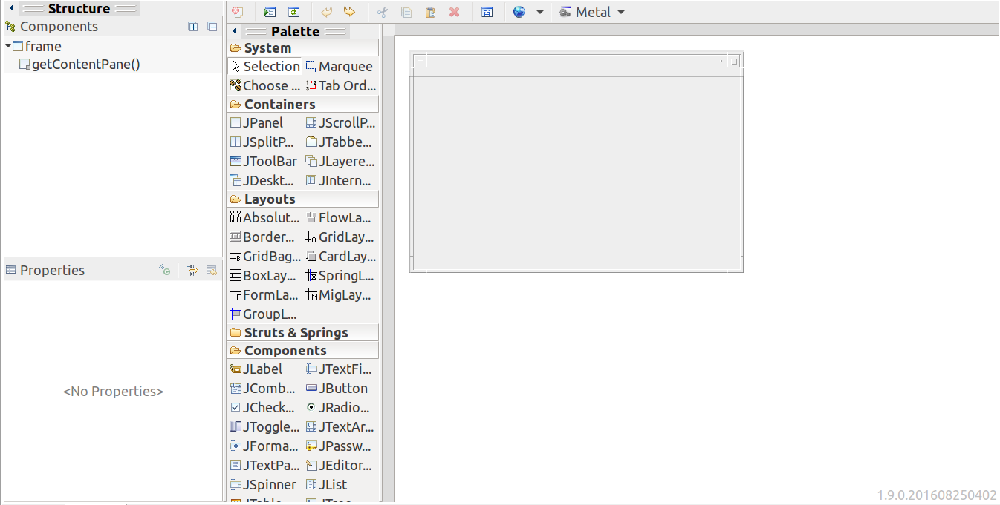 Structure
Components
frame
getContentPane()
Properties
<No Properties>
Metal
Palette
System
Selection Marquee
Choose ... Tab Ord...
Containers
JPanel JScrollP...
JSplitP... JTabbe...
JToolBar JLayere...
JDeskt... JIntern...
Layouts
Absolut... FlowLa...
Border... GridLay...
GridBag... CardLay...
BoxLay... SpringL...
FormLa... MigLay...
GroupL...
Struts & Springs
Components
JLabel JTextFi...
JComb... JButton
JCheck... JRadio...
JToggle... JTextAr...
JForma... JPassw...
JTextPa... JEditor...
JSpinner JList
1.9.0.201608250402